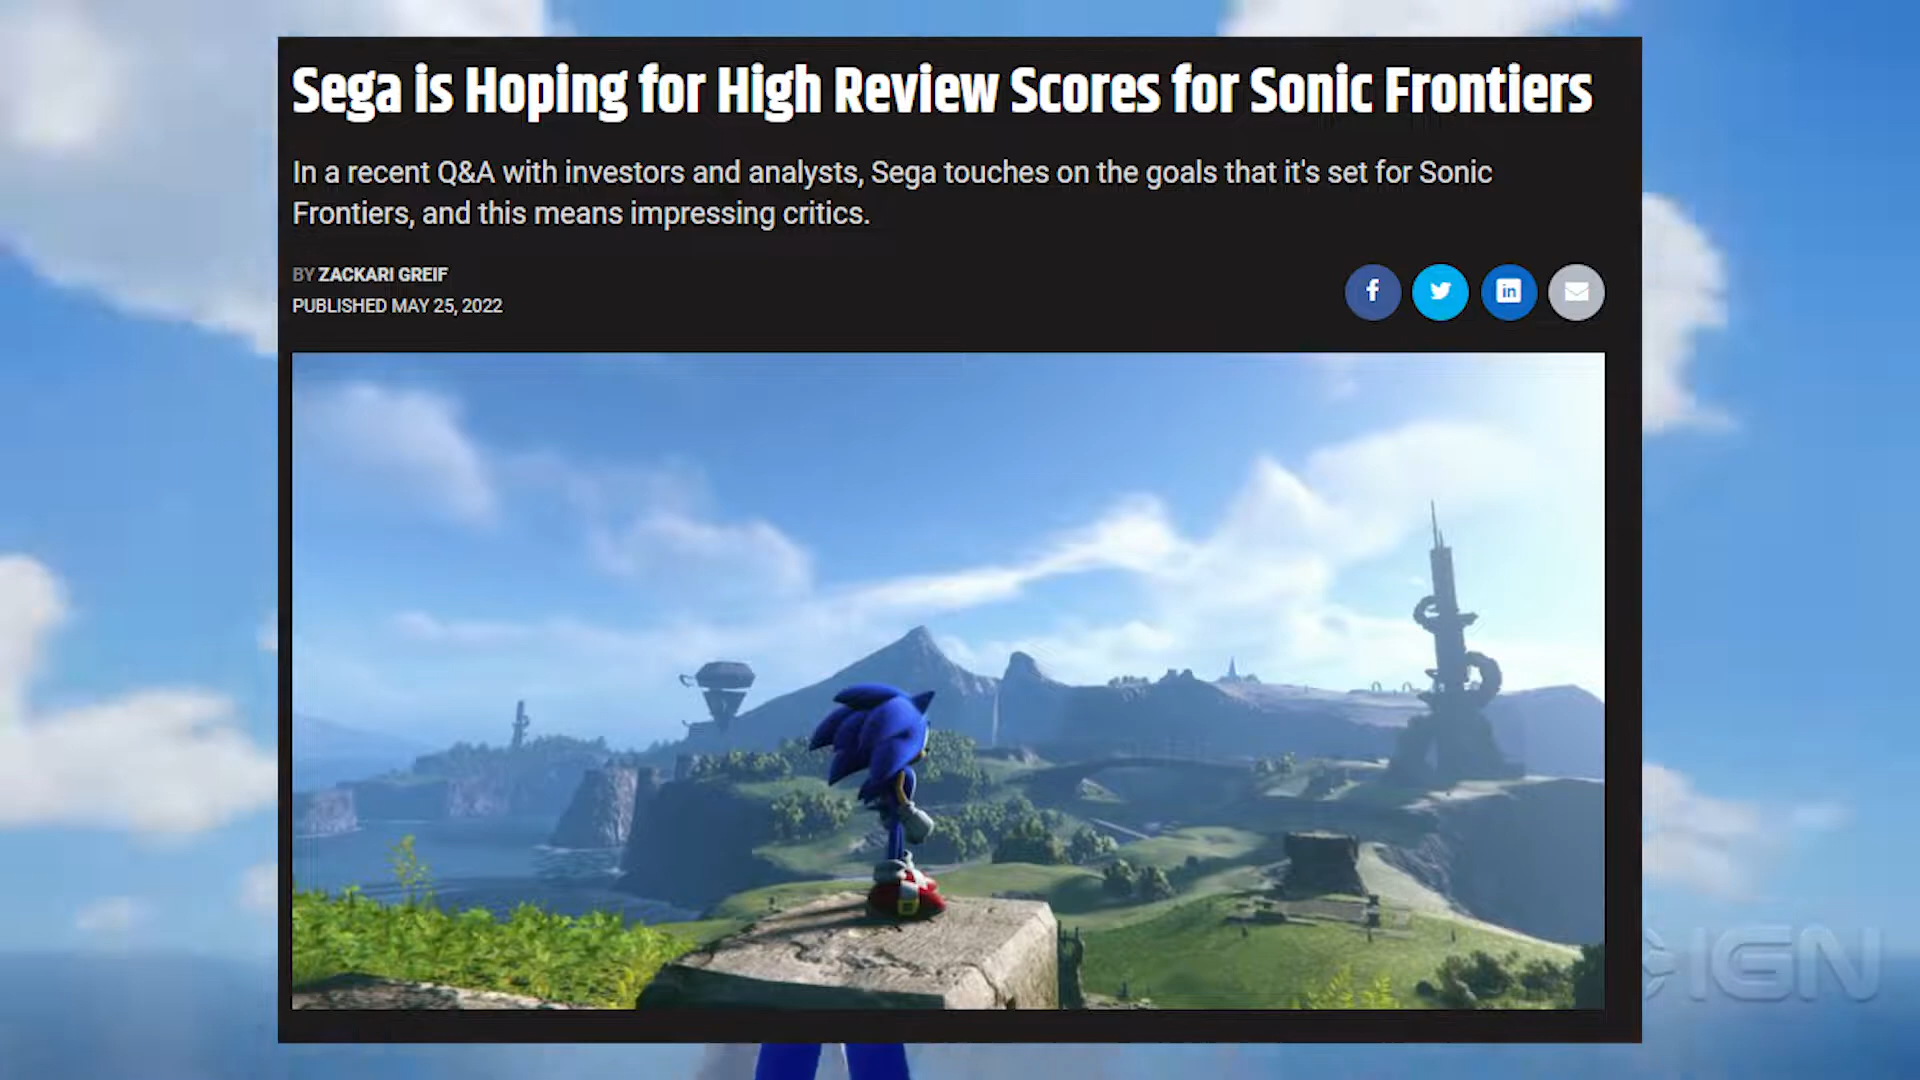 Sega is Hoping for High Review Scores for Sonic Frontiers
In a recent Q&A with investors and analysts, Sega touches on the goals that it's set for Sonic
Frontiers, and this means impressing critics.
BY ZACKARI GREIF
PUBLISHED MAY 25, 2022
f
in
IGN